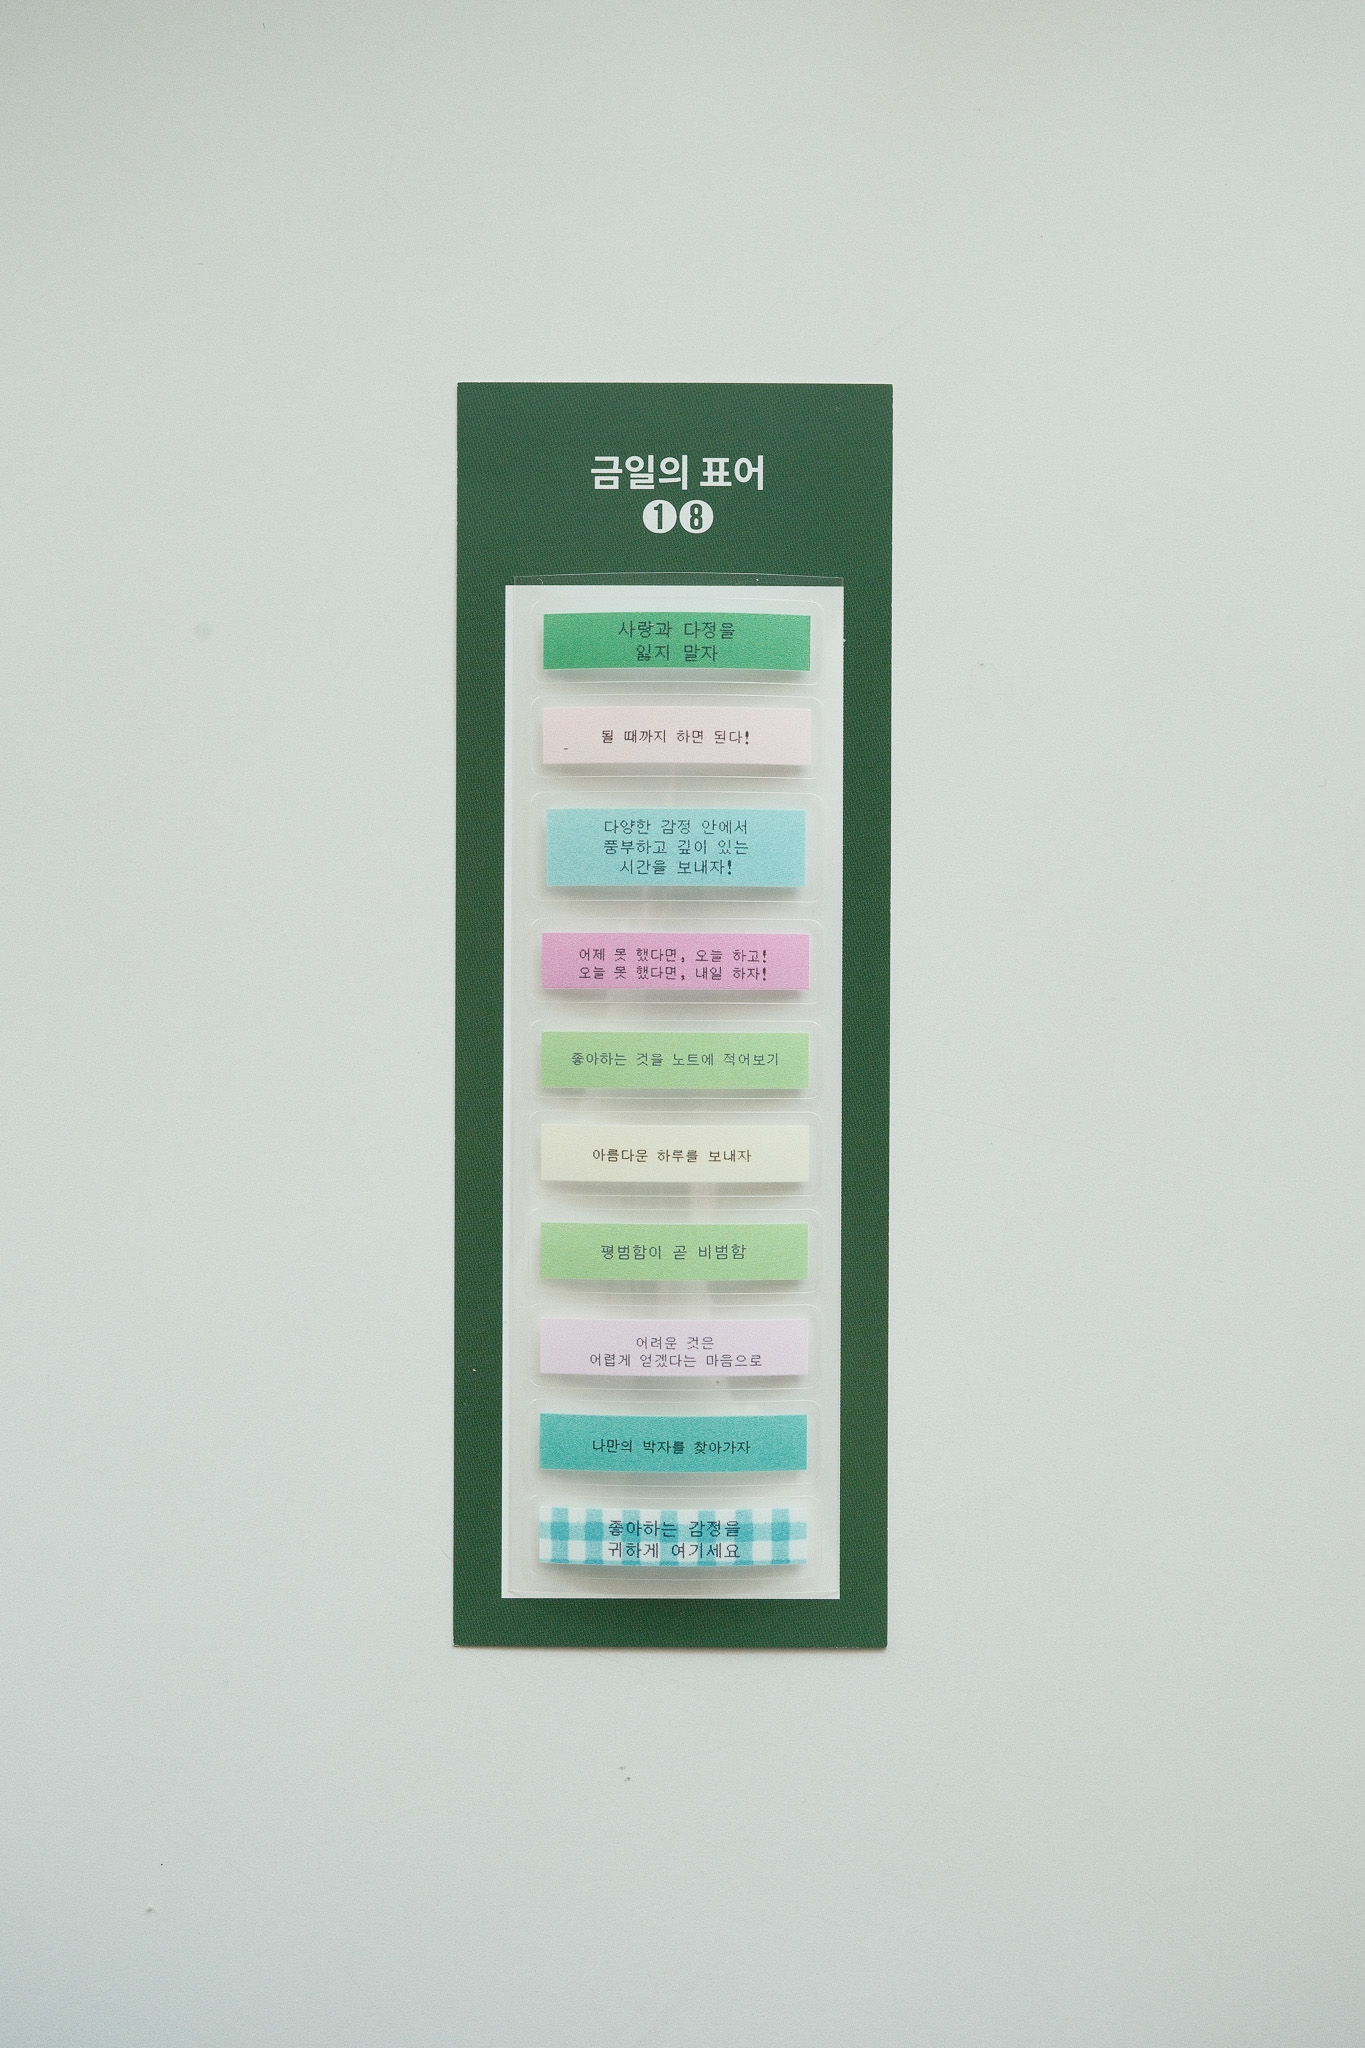 금일의 표어
18
사랑과 다정을
잃지 말자
될 때까지 하면 된다!
다양한 감정 안에서
풍부하고 깊이 있는
시간을 보내자!
어제 못 했다면, 오늘 하고!
오늘 못 했다면, 내일 하자!
좋아하는 것을 노트에 적어보기
아름다운 하루를 보내자
평범함이 곧 비범함
어려운 것은
어렵게 얻겠다는 마음으로
나만의 박자를 찾아가자
좋아하는 감정을
귀하게 여기세요